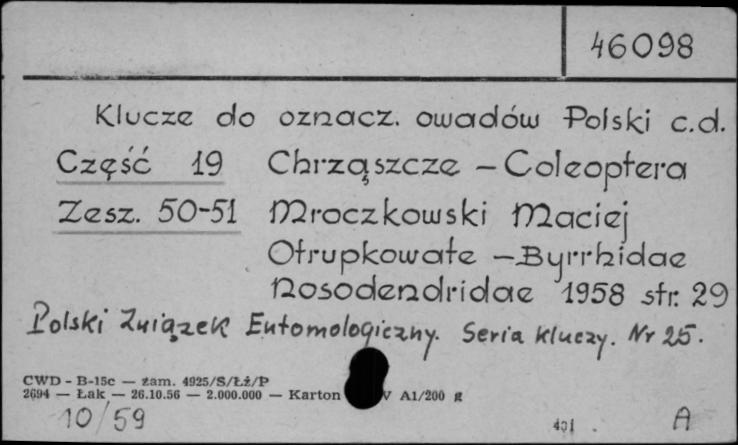 46098
Klucze do oznacz. owadów Polski c.d.
Część 19 Chrząszcze - Coleoptera
Zesz. 50-51 Mroczkowski Maciej
Otrupkowate - Byrrhidae
Nosodendridae 1958 str. 29
Polski Związek Entomologiczny. Seria kluczy. Nr 25.
CWD - B-15c — zam. 4925/S/Łż/P
2694 — Łak — 26.10.56 — 2.000.000 — Karton V A1/200 g
10/59
A